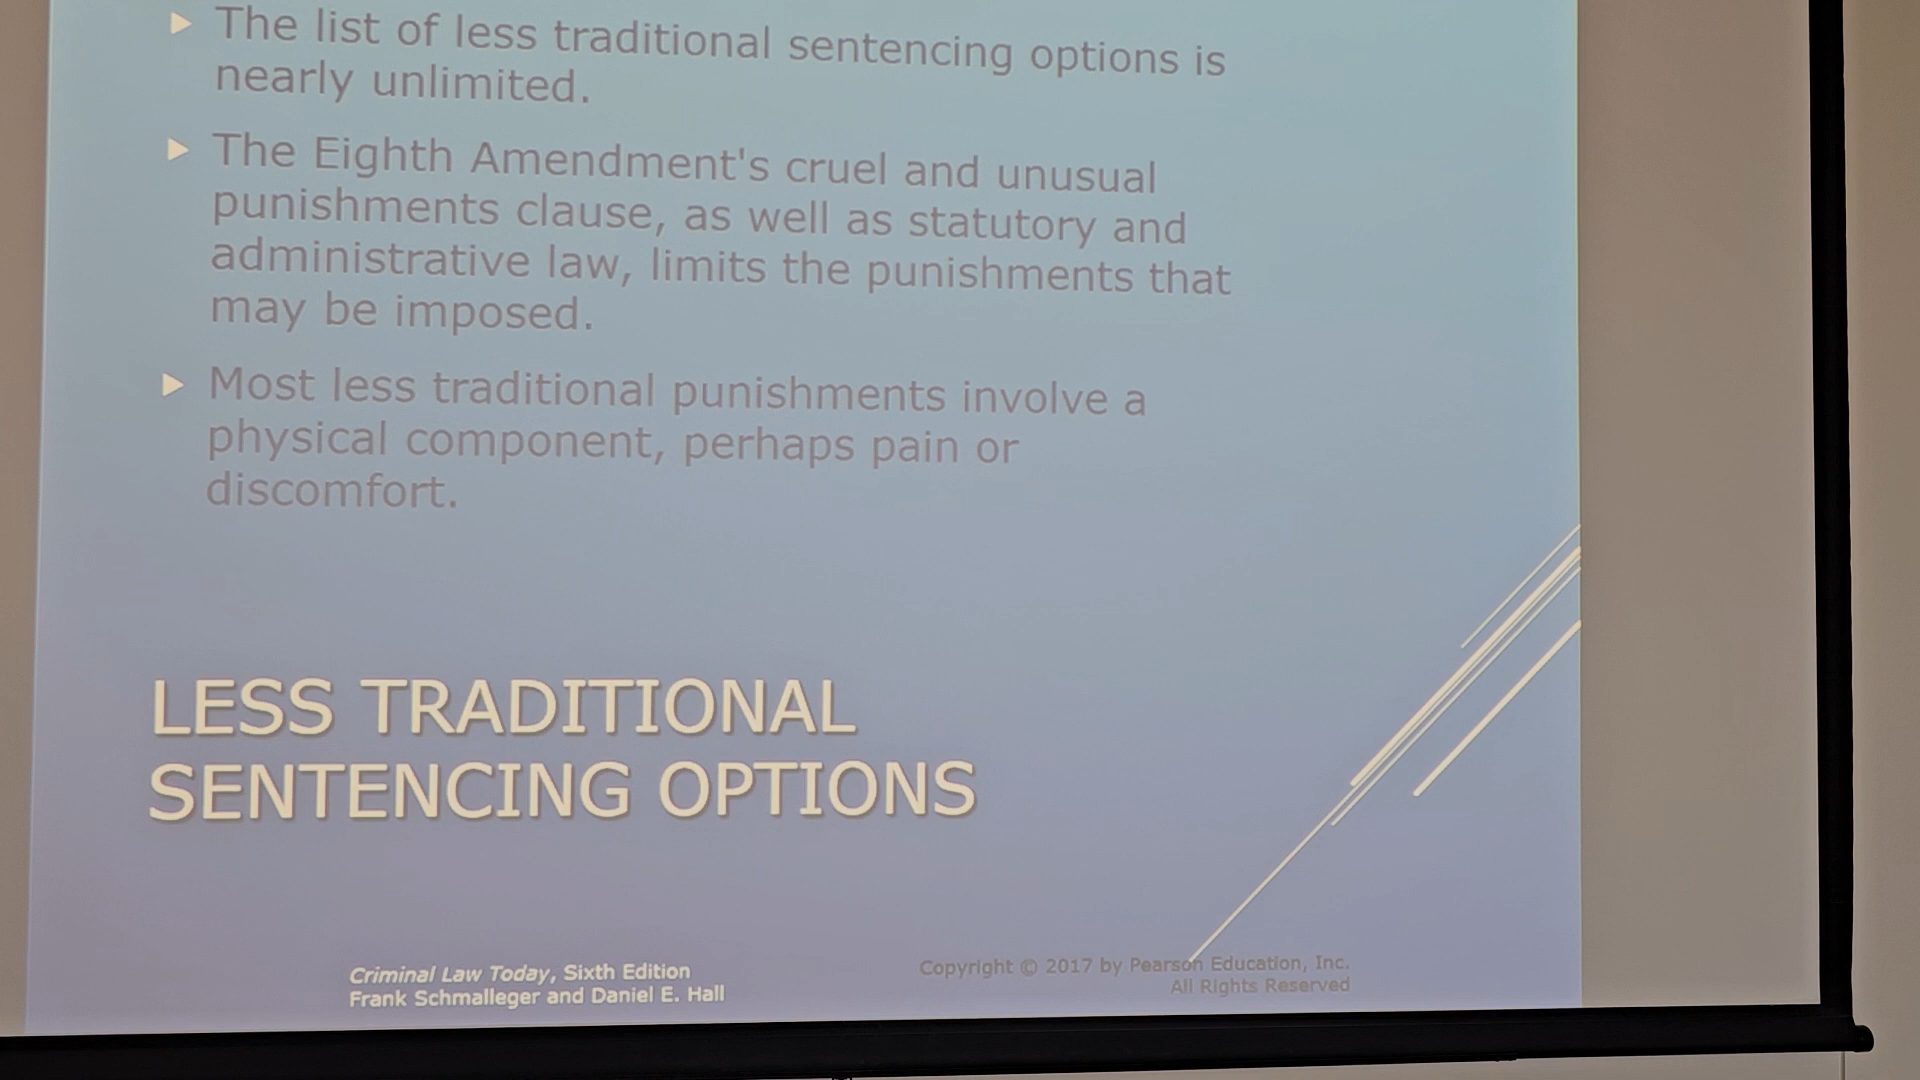 The list of less traditional sentencing options is
nearly unlimited.
The Eighth Amendment's cruel and unusual
punishments clause, as well as statutory and
administrative law, limits the punishments that
may be imposed.
Most less traditional punishments involve a
physical component, perhaps pain or
discomfort.
LESS TRADITIONAL
SENTENCING OPTIONS
Criminal Law Today, Sixth Edition
Frank Schmalleger and Daniel E. Hall
Copyright © 2017 by Pearson Education, Inc.
All Rights Reserved